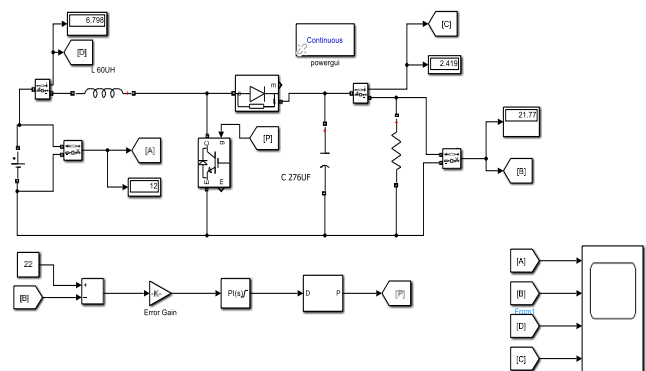 6.798
[D]
L 60UH
Continuous
powergui
[C]
2.419
m
[P]
C
g
E
m
[A]
12
C 276UF
21.77
[B]
22
+
−
[B]
-K-
Error Gain
PI(s)
D
P
[P]
[A]
[B]
From1
[D]
[C]